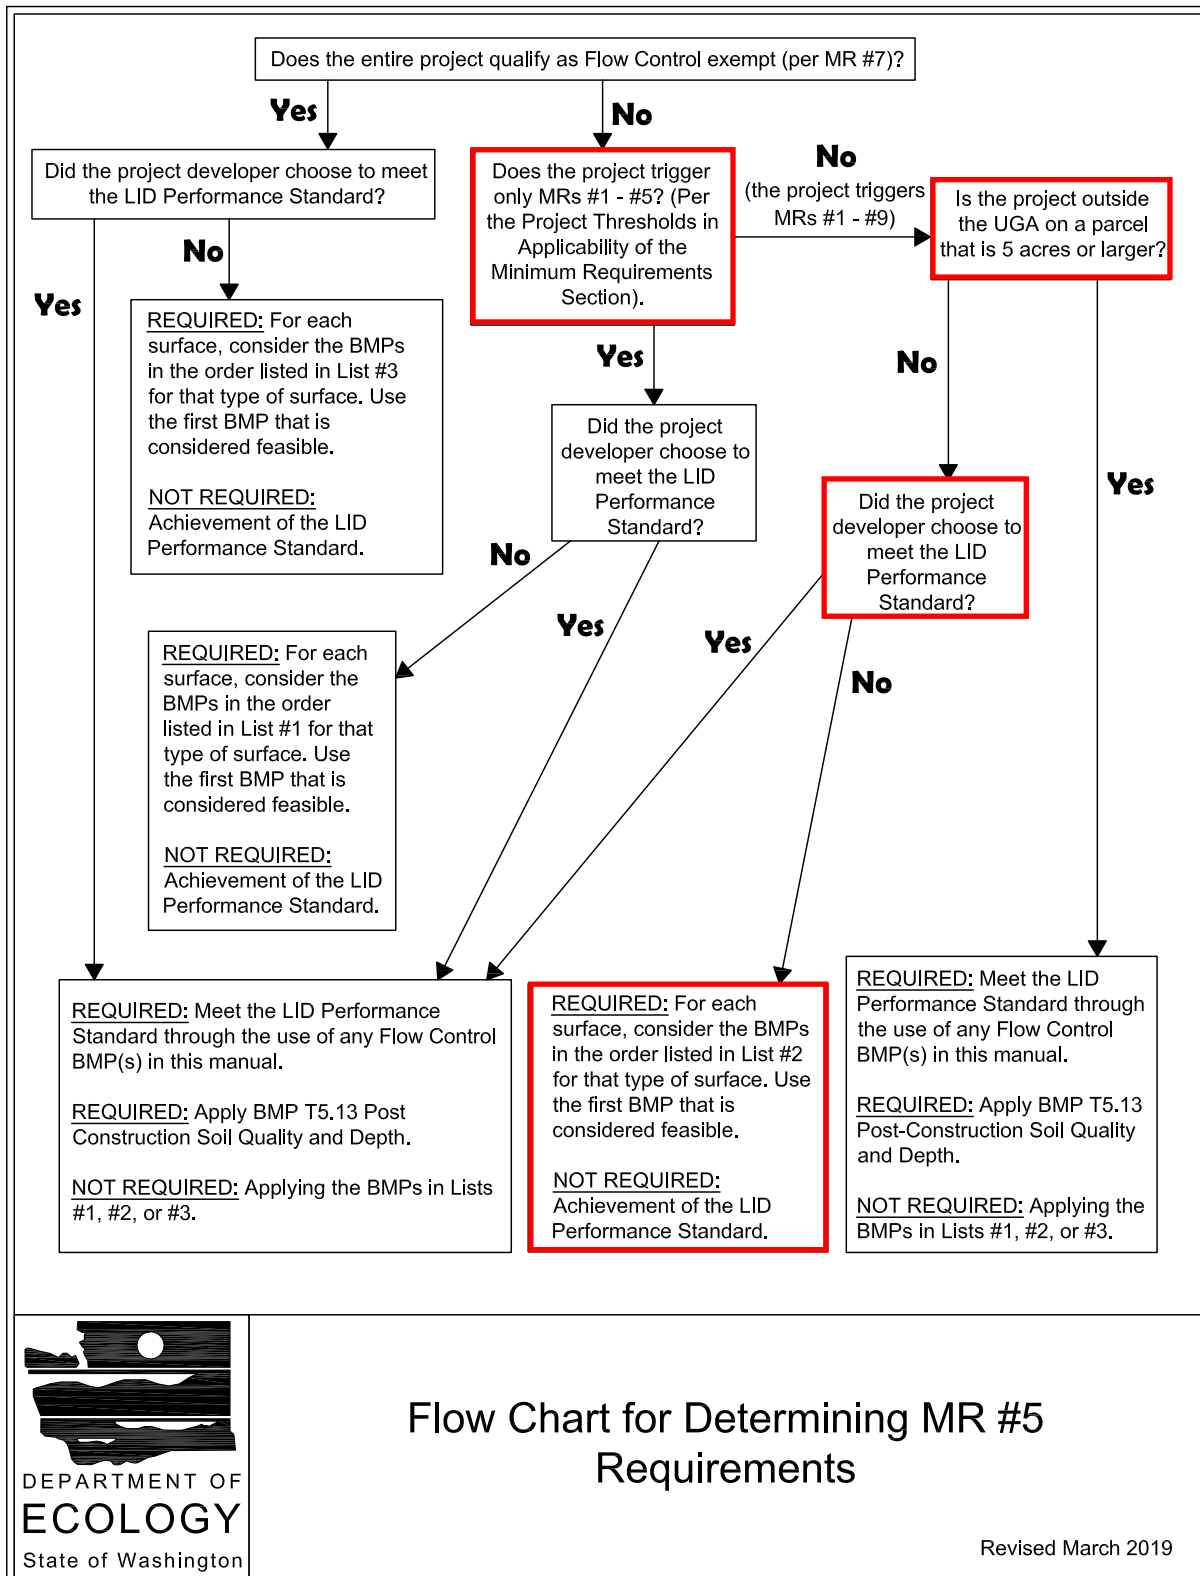 Does the entire project qualify as Flow Control exempt (per MR #7)?
Yes
No
Did the project developer choose to meet
the LID Performance Standard?
Does the project trigger
only MRs #1 - #5? (Per
the Project Thresholds in
Applicability of the
Minimum Requirements
Section).
No
(the project triggers
MRs #1 - #9)
Is the project outside
the UGA on a parcel
that is 5 acres or larger?
Yes
No
REQUIRED: For each
surface, consider the BMPs
in the order listed in List #3
for that type of surface. Use
the first BMP that is
considered feasible.
NOT REQUIRED:
Achievement of the LID
Performance Standard.
Yes
No
Yes
Did the project
developer choose to
meet the LID
Performance
Standard?
Did the project
developer choose to
meet the LID
Performance
Standard?
No
Yes
Yes
No
REQUIRED: For each
surface, consider the
BMPs in the order
listed in List #1 for that
type of surface. Use
the first BMP that is
considered feasible.
NOT REQUIRED:
Achievement of the LID
Performance Standard.
REQUIRED: Meet the LID Performance
Standard through the use of any Flow Control
BMP(s) in this manual.
REQUIRED: Apply BMP T5.13 Post
Construction Soil Quality and Depth.
NOT REQUIRED: Applying the BMPs in Lists
#1, #2, or #3.
REQUIRED: For each
surface, consider the BMPs
in the order listed in List #2
for that type of surface. Use
the first BMP that is
considered feasible.
NOT REQUIRED:
Achievement of the LID
Performance Standard.
REQUIRED: Meet the LID
Performance Standard through
the use of any Flow Control
BMP(s) in this manual.
REQUIRED: Apply BMP T5.13
Post-Construction Soil Quality
and Depth.
NOT REQUIRED: Applying the
BMPs in Lists #1, #2, or #3.
DEPARTMENT OF
ECOLOGY
State of Washington
Flow Chart for Determining MR #5
Requirements
Revised March 2019